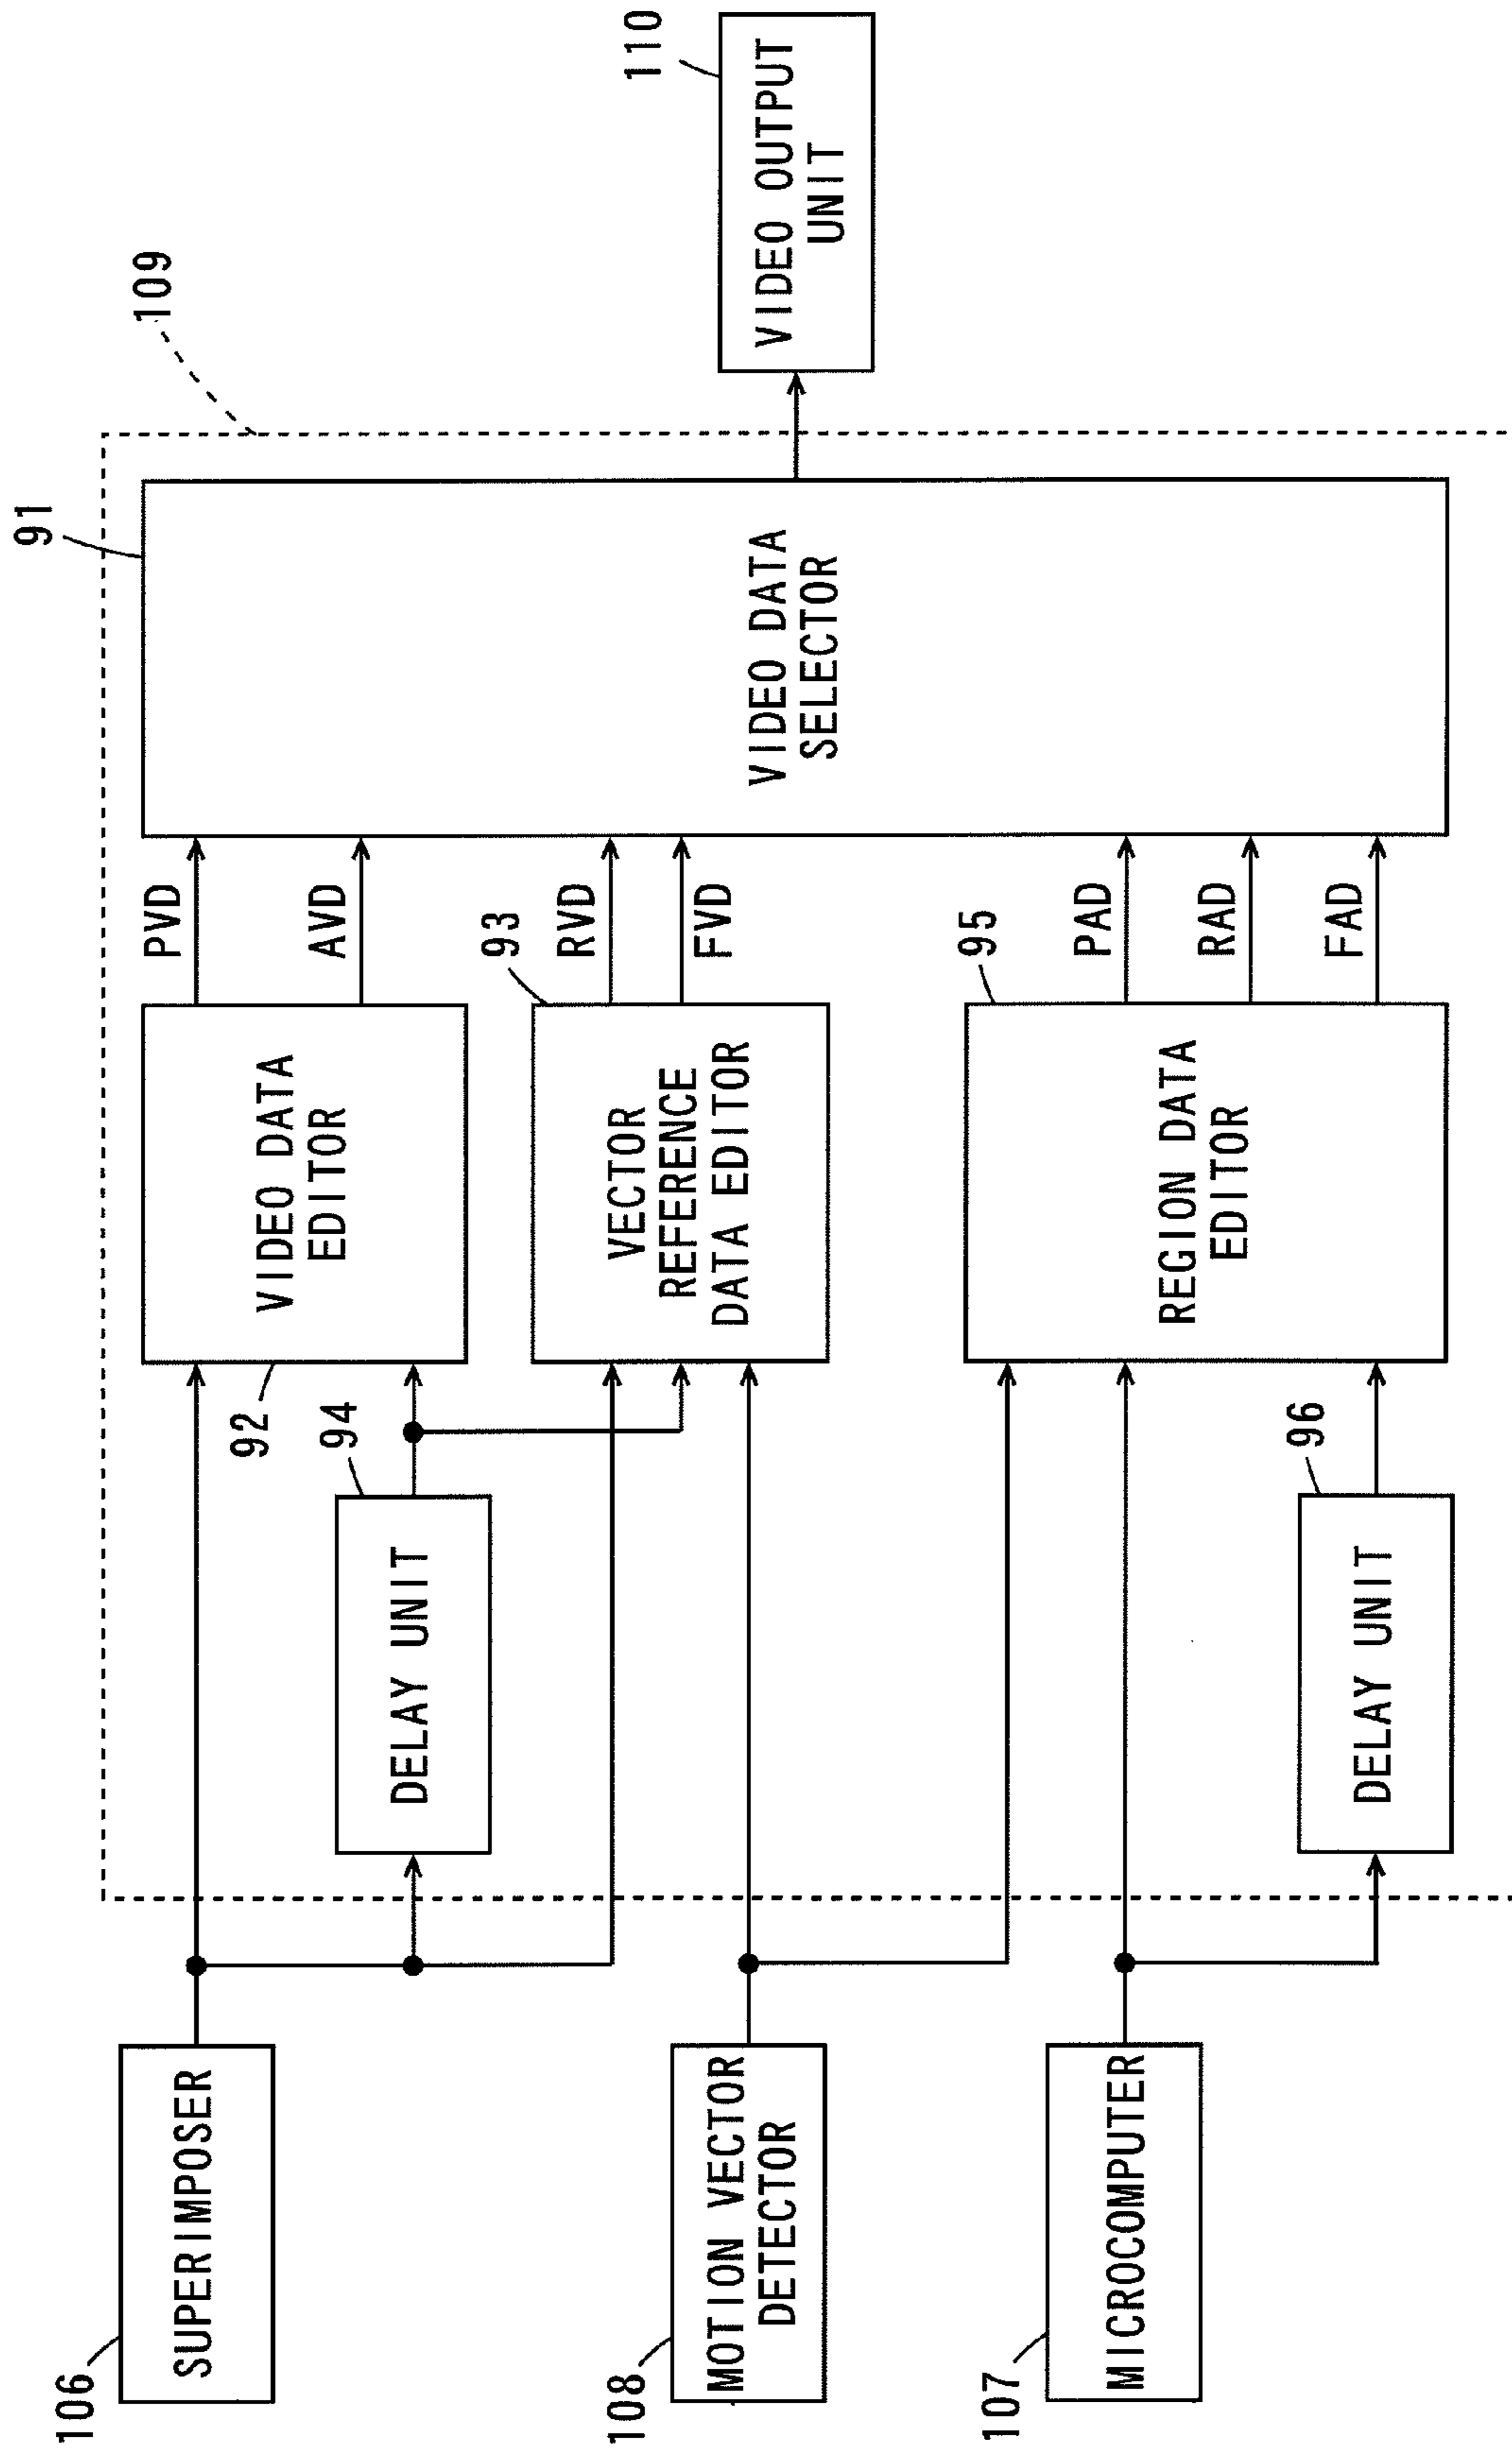 106
SUPERIMPOSER
108
MOTION VECTOR
DETECTOR
107
MICROCOMPUTER
109
94
DELAY UNIT
96
DELAY UNIT
92
VIDEO DATA
EDITOR
93
VECTOR
REFERENCE
DATA EDITOR
95
REGION DATA
EDITOR
PVD
AVD
RVD
FVD
PAD
RAD
FAD
91
VIDEO DATA
SELECTOR
110
VIDEO OUTPUT
UNIT